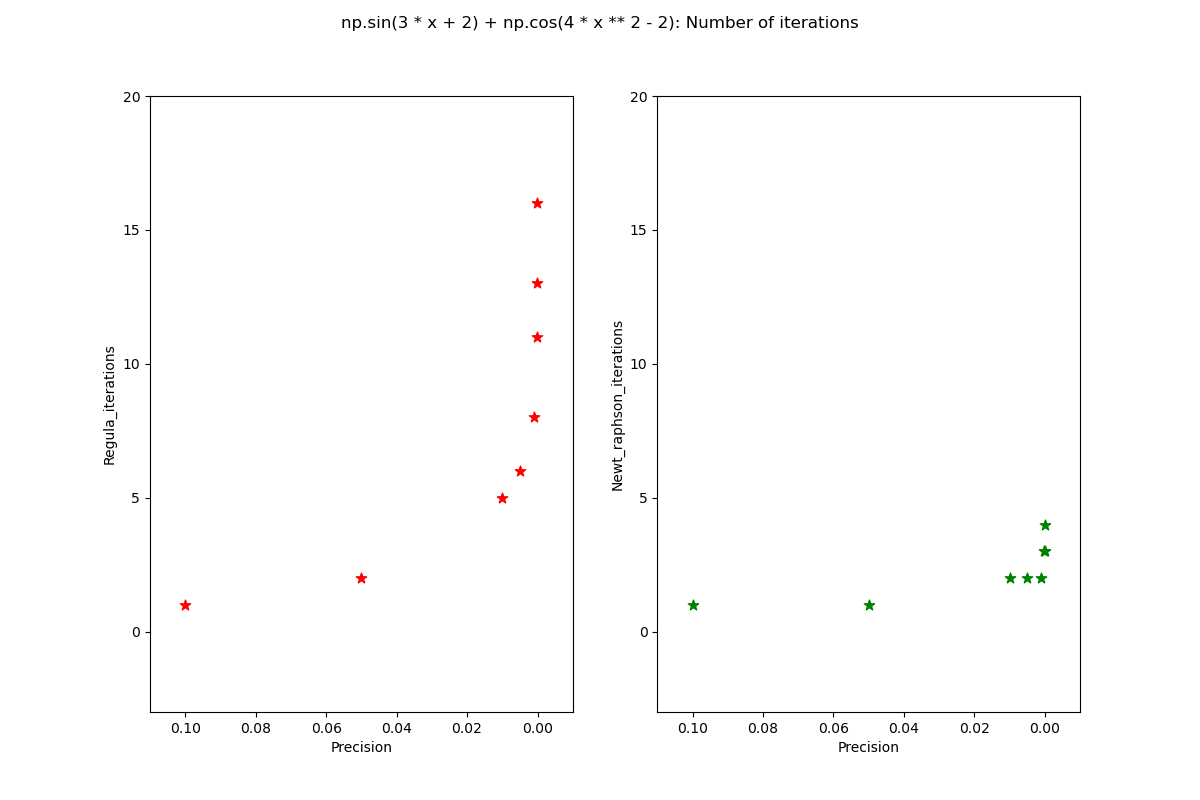 np.sin(3 * x + 2) + np.cos(4 * x ** 2 - 2): Number of iterations
20
15
10
5
0
Regula_iterations
0.10 0.08 0.06 0.04 0.02 0.00
Precision
20
15
10
5
0
Newt_raphson_iterations
0.10 0.08 0.06 0.04 0.02 0.00
Precision